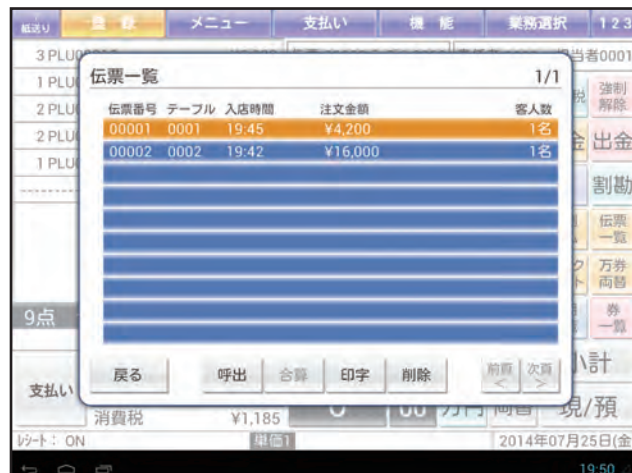 紙送り 登録 メニュー 支払い 機能 業務選択 123
3 PLU
1 PLU
2 PLU
2 PLU
1 PLU
伝票一覧 1/1
伝票番号 テーブル 入店時間 注文金額 客人数
00001 0001 19:45 ¥4,200 1名
00002 0002 19:42 ¥16,000 1名
戻る 呼出 合算 印字 削除 前頁 < 次頁 >
当者0001
強制
解除
出金
割勘
伝票
一覧
万券
両替
券
一覧
9点
小計
支払い
消費税 ¥1,185
0 00 万円 両替 現/預
レシート: ON 単価1 2014年07月25日(金
19:50